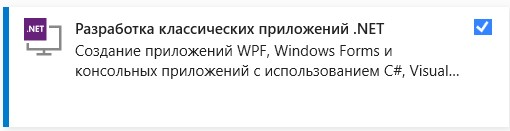 .NET
Разработка классических приложений .NET
Создание приложений WPF, Windows Forms и
консольных приложений с использованием C#, Visual...